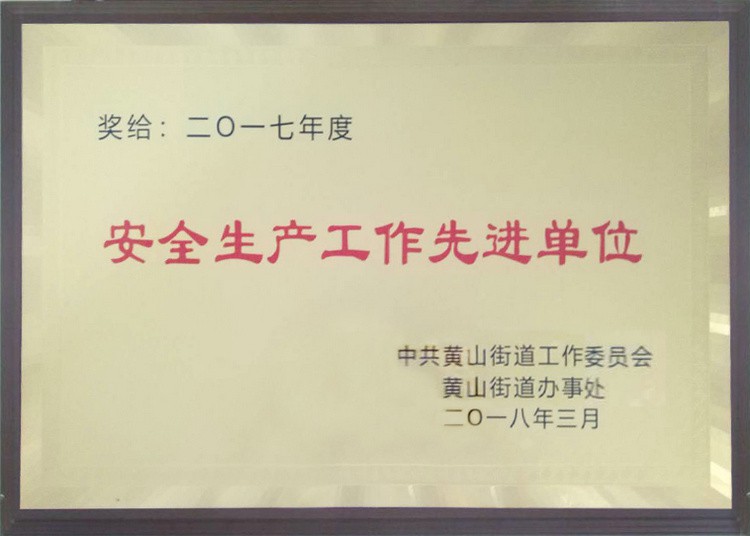 奖给：二〇一七年度
安全生产工作先进单位
中共黄山街道工作委员会
黄山街道办事处
二〇一八年三月